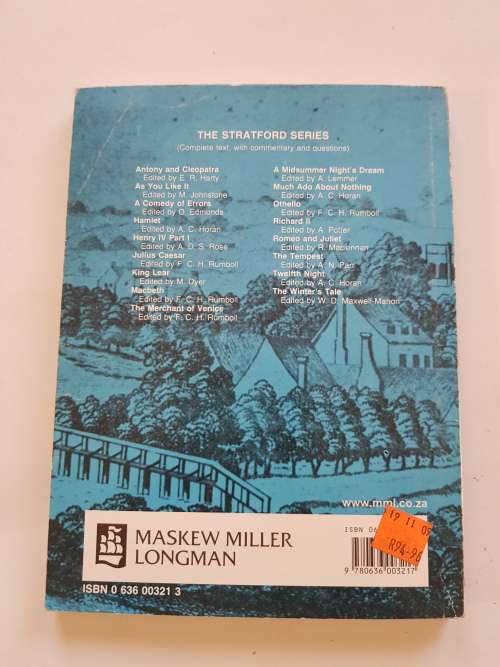 THE STRATFORD SERIES
(Complete text, with commentary and questions)
Antony and Cleopatra
Edited by E. R. Harty
As You Like It
Edited by M. Johnstone
A Comedy of Errors
Edited by O. Edmonds
Hamlet
Edited by A. C. Horan
Henry IV Part I
Edited by A. D. S. Rose
Julius Caesar
Edited by F. C. H. Rumboll
King Lear
Edited by M. Dyer
Macbeth
Edited by F. C. H. Rumboll
The Merchant of Venice
Edited by F. C. H. Rumboll
A Midsummer Night's Dream
Edited by A. Lemmer
Much Ado About Nothing
Edited by A. C. Horan
Othello
Edited by F. C. H. Rumboll
Richard II
Edited by A. Potter
Romeo and Juliet
Edited by R. Maclennan
The Tempest
Edited by A. N. Parr
Twelfth Night
Edited by A. C. Horan
The Winter's Tale
Edited by W. D. Maxwell-Mahon
www.mml.co.za
MASKEW MILLER
LONGMAN
ISBN 06
19 11 09
R94-96
9 780636 003217
ISBN 0 636 00321 3